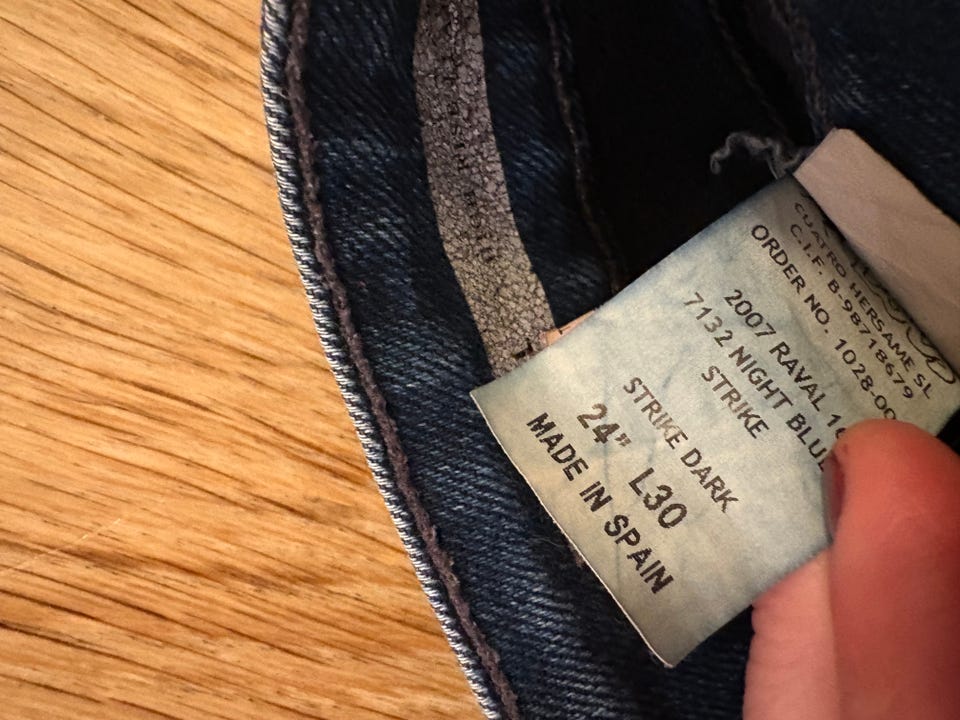 CUATRO HERSAME SL
C.I.F. B-98718679
ORDER NO. 1028-00
2007 RAVAL
7132 NIGHT BLUE
STRIKE
STRIKE DARK
24" L30
MADE IN SPAIN